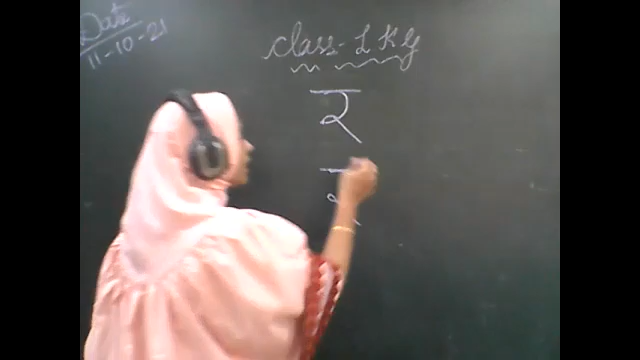 Date
11-10-21
Class- LKG
र